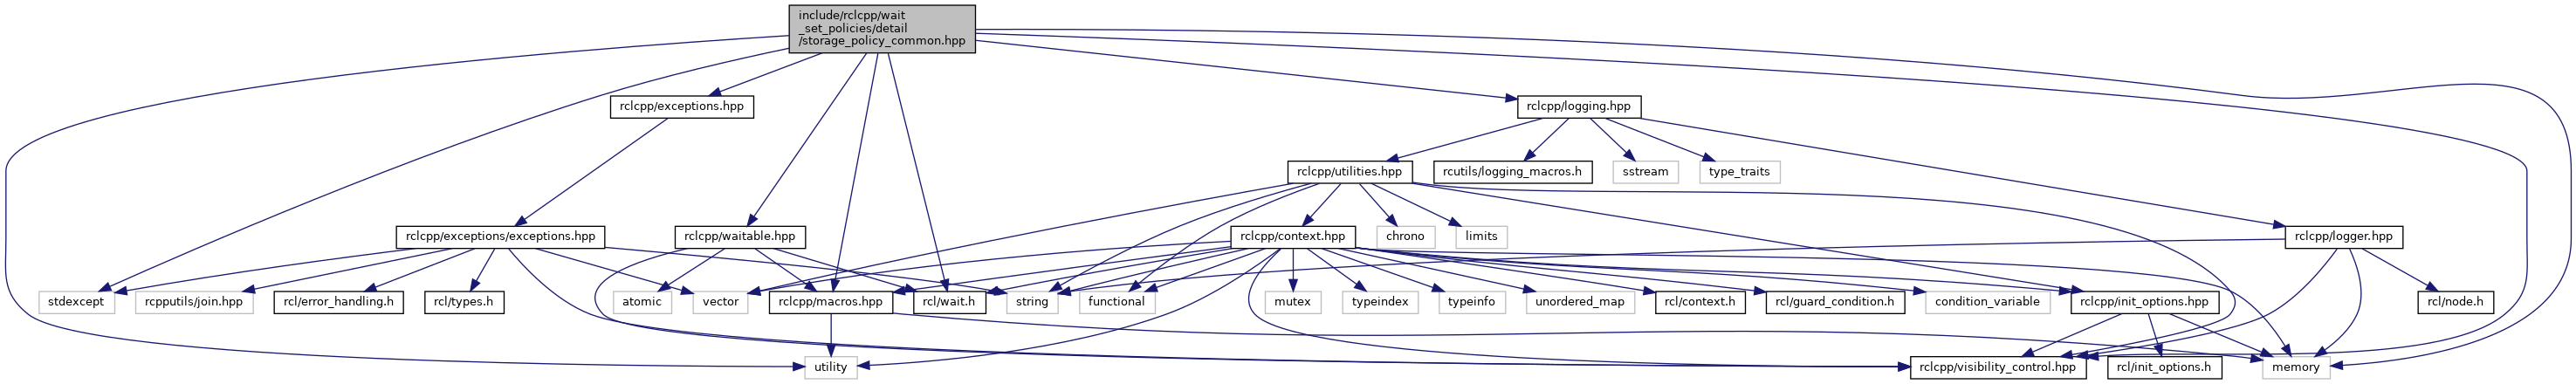 include/rclcpp/wait
_set_policies/detail
/storage_policy_common.hpp
rclcpp/exceptions.hpp
rclcpp/logging.hpp
rclcpp/utilities.hpp
rcutils/logging_macros.h
sstream
type_traits
rclcpp/exceptions/exceptions.hpp
rclcpp/waitable.hpp
rclcpp/context.hpp
chrono
limits
rclcpp/logger.hpp
stdexcept
rcpputils/join.hpp
rcl/error_handling.h
rcl/types.h
atomic
vector
rclcpp/macros.hpp
rcl/wait.h
string
functional
mutex
typeindex
typeinfo
unordered_map
rcl/context.h
rcl/guard_condition.h
condition_variable
rclcpp/init_options.hpp
rcl/node.h
utility
rclcpp/visibility_control.hpp
rcl/init_options.h
memory